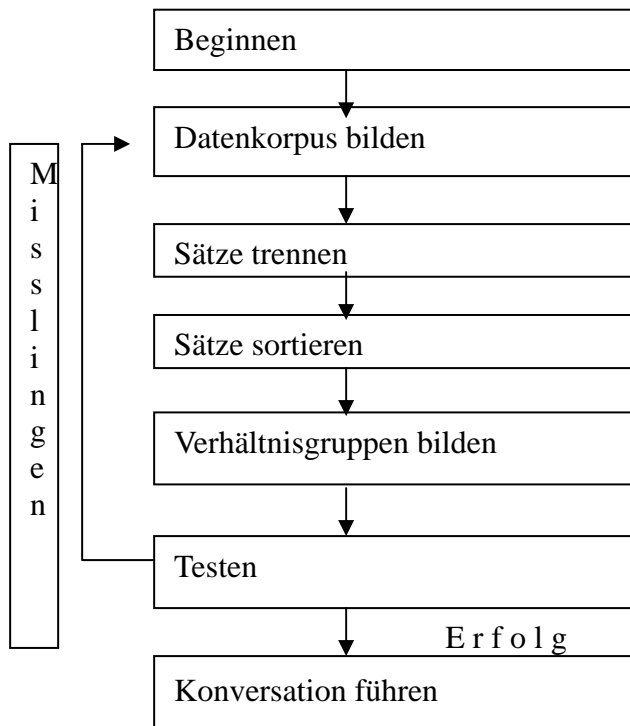 Beginnen
Datenkorpus bilden
Misslingen
Sätze trennen
Sätze sortieren
Verhältnisgruppen bilden
Testen
Erfolg
Konversation führen